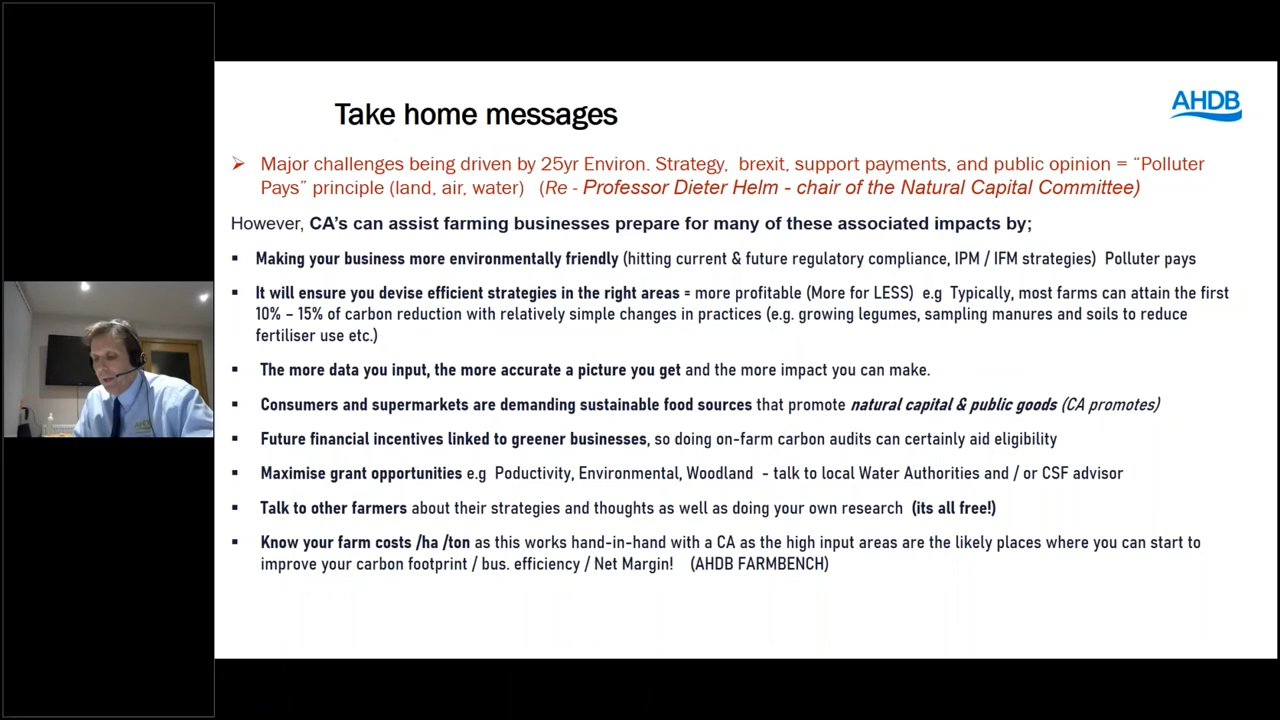 Take home messages
AHDB
➢ Major challenges being driven by 25yr Environ. Strategy, brexit, support payments, and public opinion = “Polluter
Pays” principle (land, air, water) (Re - Professor Dieter Helm - chair of the Natural Capital Committee)
However, CA’s can assist farming businesses prepare for many of these associated impacts by;
▪ Making your business more environmentally friendly (hitting current & future regulatory compliance, IPM / IFM strategies) Polluter pays
▪ It will ensure you devise efficient strategies in the right areas = more profitable (More for LESS) e.g Typically, most farms can attain the first
10% – 15% of carbon reduction with relatively simple changes in practices (e.g. growing legumes, sampling manures and soils to reduce
fertiliser use etc.)
▪ The more data you input, the more accurate a picture you get and the more impact you can make.
▪ Consumers and supermarkets are demanding sustainable food sources that promote natural capital & public goods (CA promotes)
▪ Future financial incentives linked to greener businesses, so doing on-farm carbon audits can certainly aid eligibility
▪ Maximise grant opportunities e.g Poductivity, Environmental, Woodland - talk to local Water Authorities and / or CSF advisor
▪ Talk to other farmers about their strategies and thoughts as well as doing your own research (its all free!)
▪ Know your farm costs /ha /ton as this works hand-in-hand with a CA as the high input areas are the likely places where you can start to
improve your carbon footprint / bus. efficiency / Net Margin! (AHDB FARMBENCH)